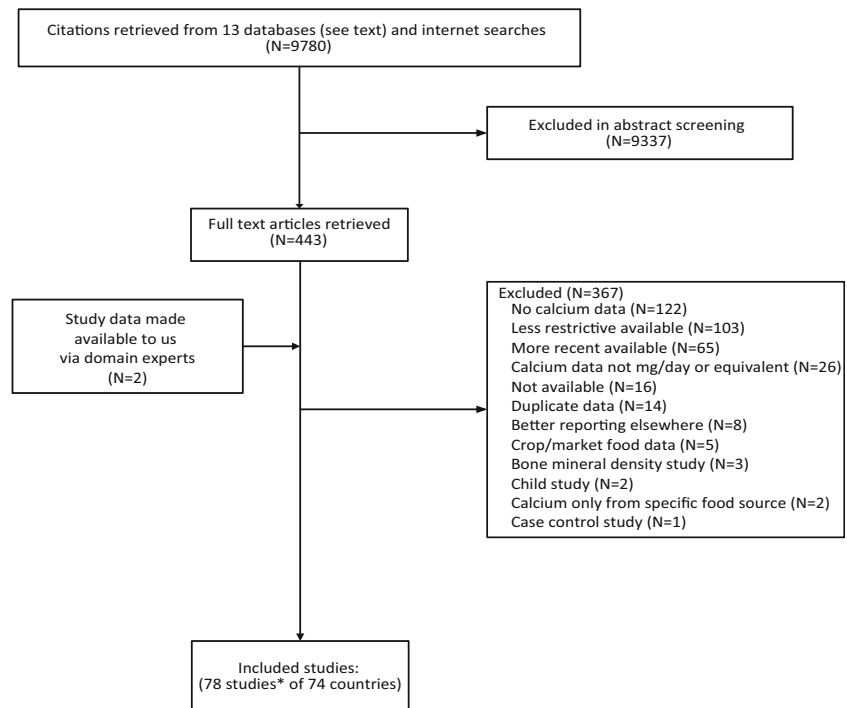 Citations retrieved from 13 databases (see text) and internet searches
(N=9780)
Excluded in abstract screening
(N=9337)
Full text articles retrieved
(N=443)
Study data made
available to us
via domain experts
(N=2)
Excluded (N=367)
No calcium data (N=122)
Less restrictive available (N=103)
More recent available (N=65)
Calcium data not mg/day or equivalent (N=26)
Not available (N=16)
Duplicate data (N=14)
Better reporting elsewhere (N=8)
Crop/market food data (N=5)
Bone mineral density study (N=3)
Child study (N=2)
Calcium only from specific food source (N=2)
Case control study (N=1)
Included studies:
(78 studies* of 74 countries)